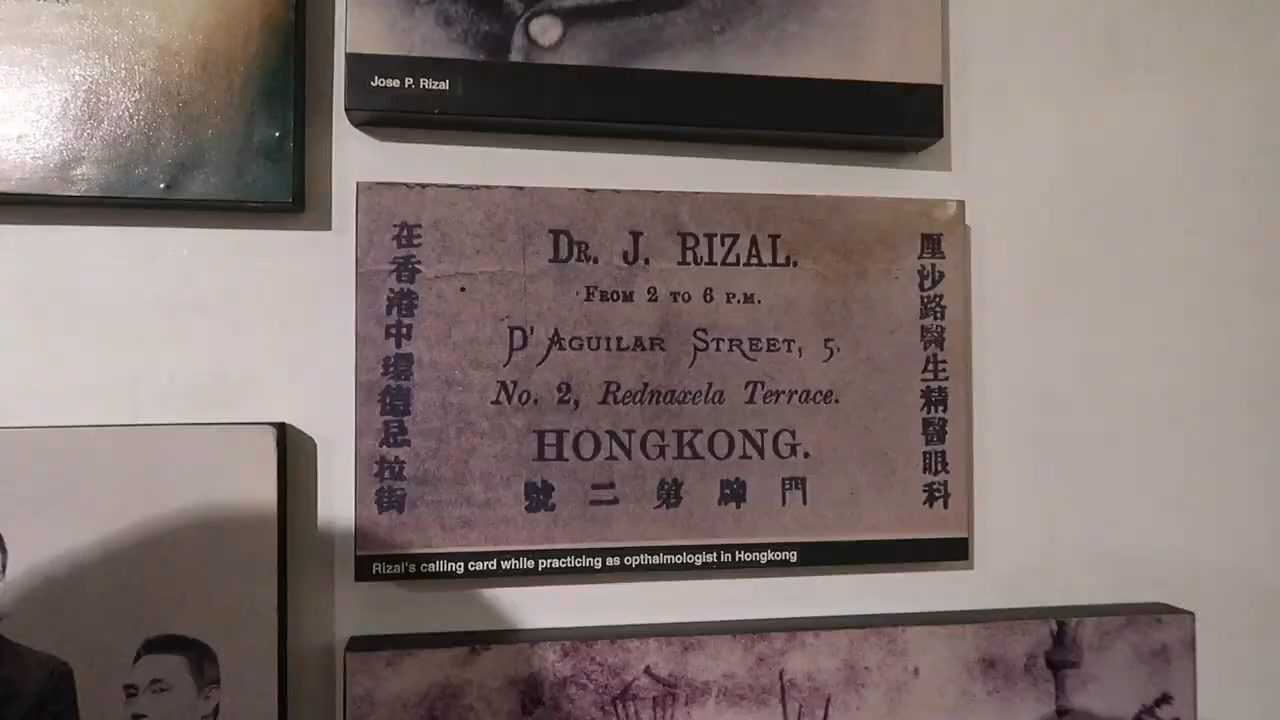 Jose P. Rizal
DR. J. RIZAL.
FROM 2 TO 6 P.M.
D'AGUILAR STREET, 5.
No. 2, Rednaxela Terrace.
HONGKONG.
號二第牌門
厘沙路醫生精醫眼科
在香港中環德忌拉街
Rizal's calling card while practicing as opthalmologist in Hongkong